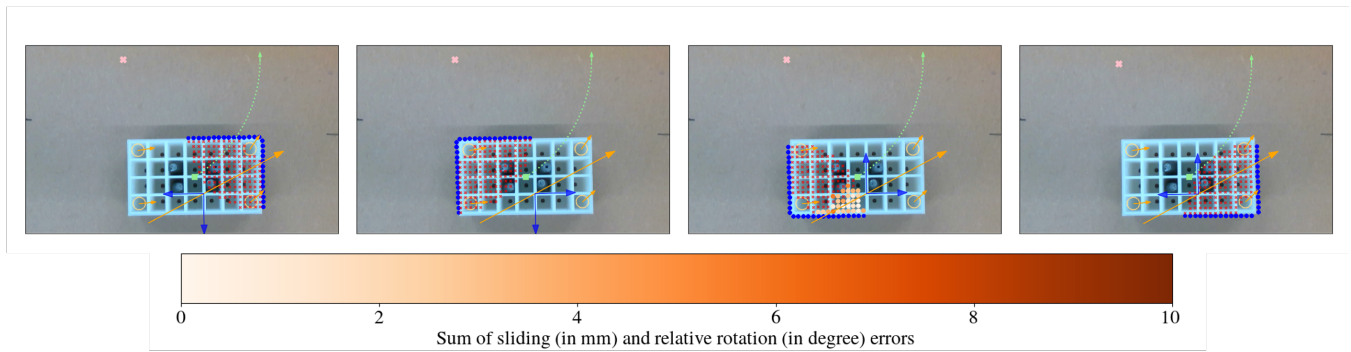 0 2 4 6 8 10
Sum of sliding (in mm) and relative rotation (in degree) errors